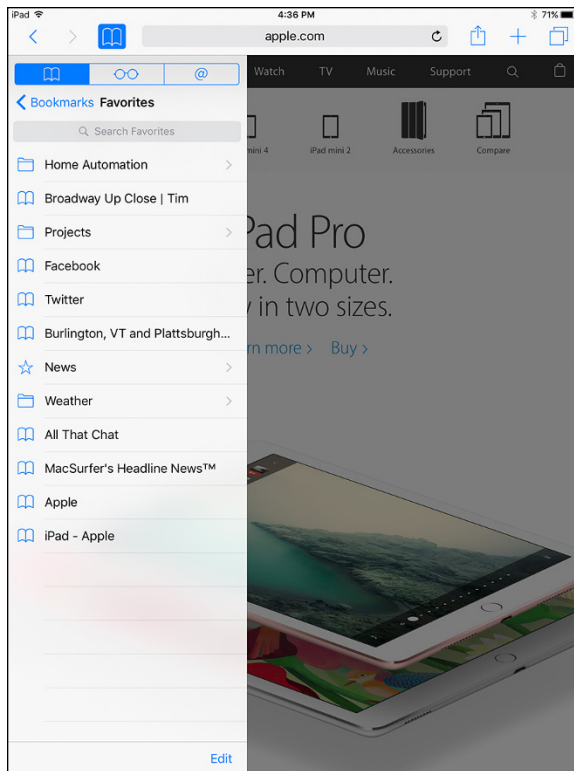 iPad 4:36 PM 71%
apple.com
@
Watch TV Music Support
Bookmarks Favorites
Search Favorites
mini 4 iPad mini 2 Accessories Compare
Home Automation
Broadway Up Close | Tim
Projects
Facebook
Twitter
Burlington, VT and Plattsburgh...
News
Weather
All That Chat
MacSurfer's Headline News™
Apple
iPad - Apple
Pad Pro
er. Computer.
in two sizes.
rn more > Buy >
Edit